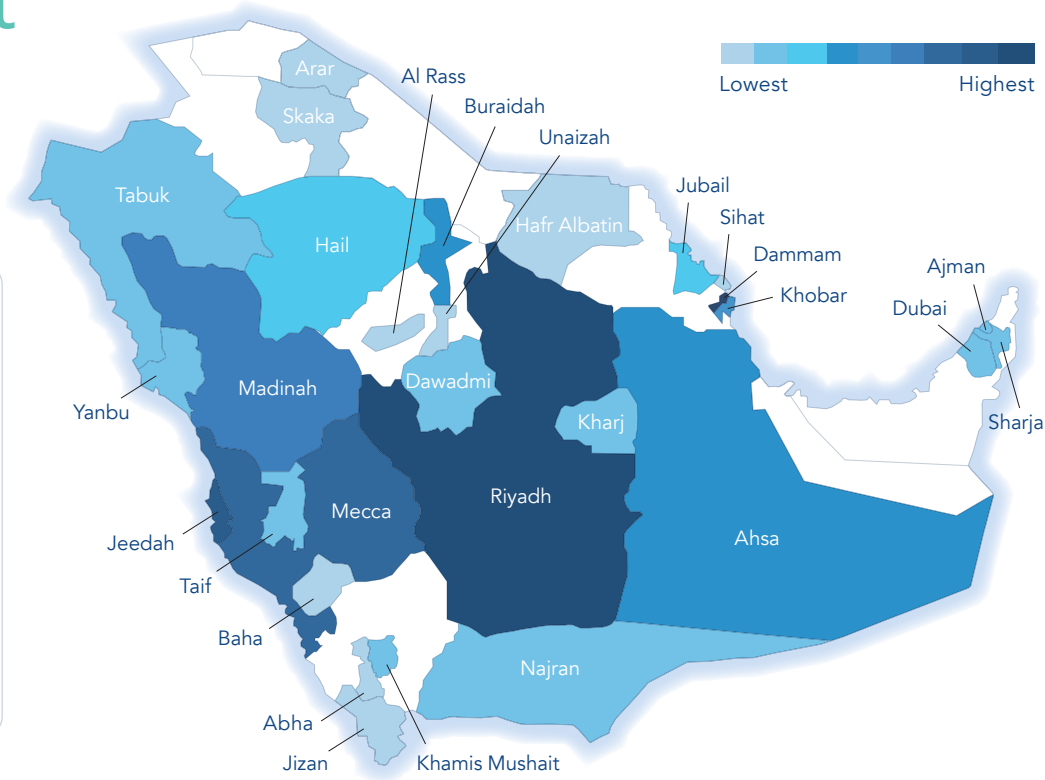 Arar
Al Rass
Lowest
Highest
Buraidah
Skaka
Unaizah
Jubail
Tabuk
Sihat
Hafr Albatin
Hail
Dammam
Ajman
Khobar
Dubai
Dawadmi
Madinah
Yanbu
Kharj
Sharja
Riyadh
Mecca
Jeedah
Ahsa
Taif
Baha
Najran
Abha
Jizan
Khamis Mushait